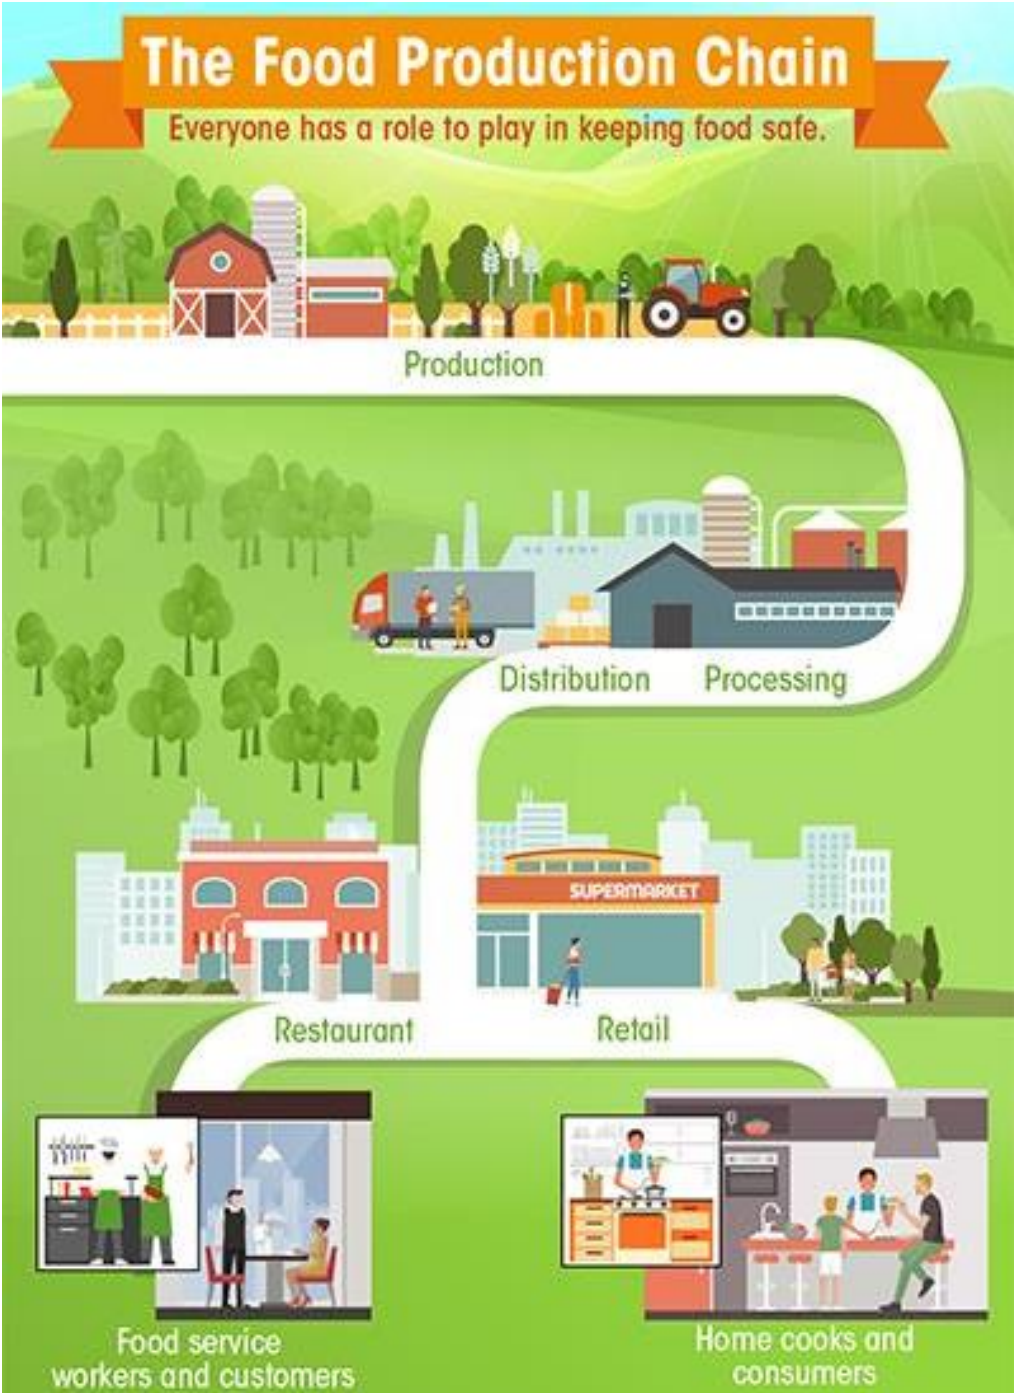 The Food Production Chain
Everyone has a role to play in keeping food safe.
Production
Distribution
Processing
SUPERMARKET
Restaurant
Retail
Food service
workers and customers
Home cooks and
consumers